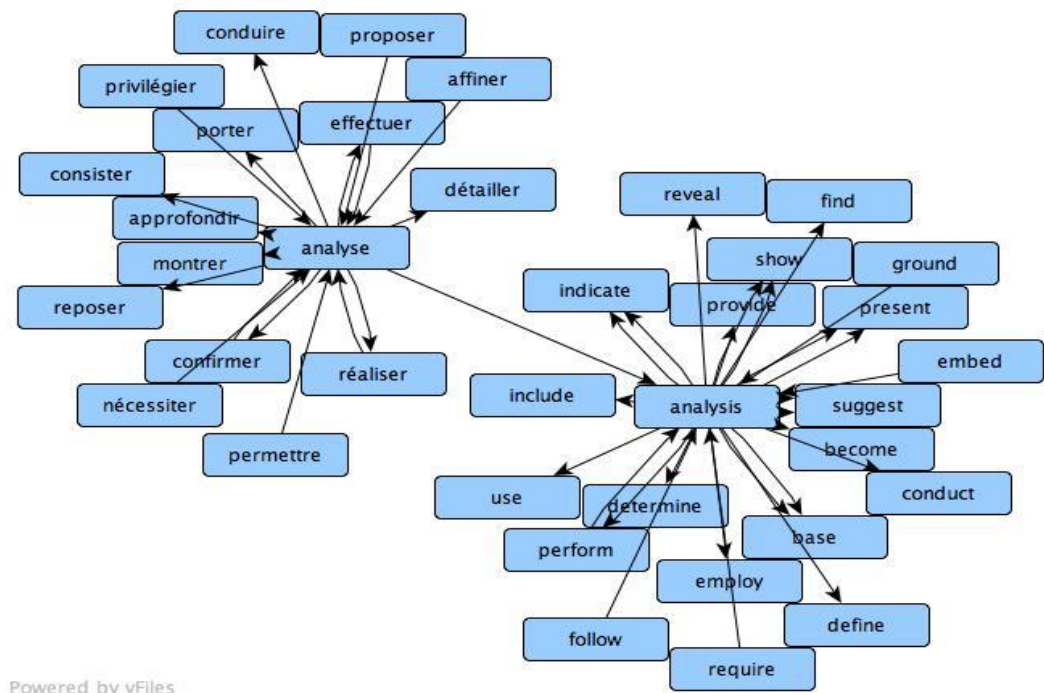 conduire
proposer
privilégier
affiner
porter
effectuer
consister
détailler
approfondir
analyse
montrer
reposer
confirmer
réaliser
nécessiter
permettre
reveal
find
show
ground
indicate
provide
present
embed
include
analysis
suggest
become
use
determine
conduct
perform
base
employ
follow
define
require
Powered by yFiles